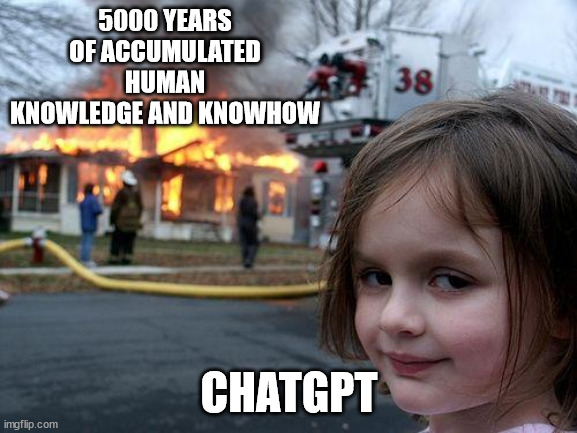 5000 YEARS
OF ACCUMULATED
HUMAN
KNOWLEDGE AND KNOWHOW
38
CHATGPT
imgflip.com